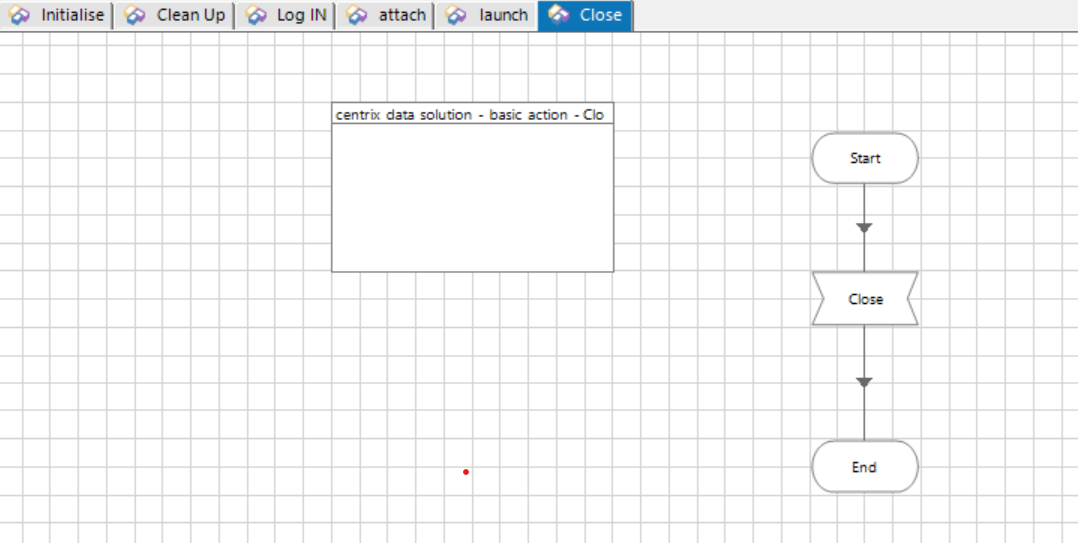 Initialise
Clean Up
Log IN
attach
launch
Close
centrix data solution - basic action - Clo
Start
Close
End